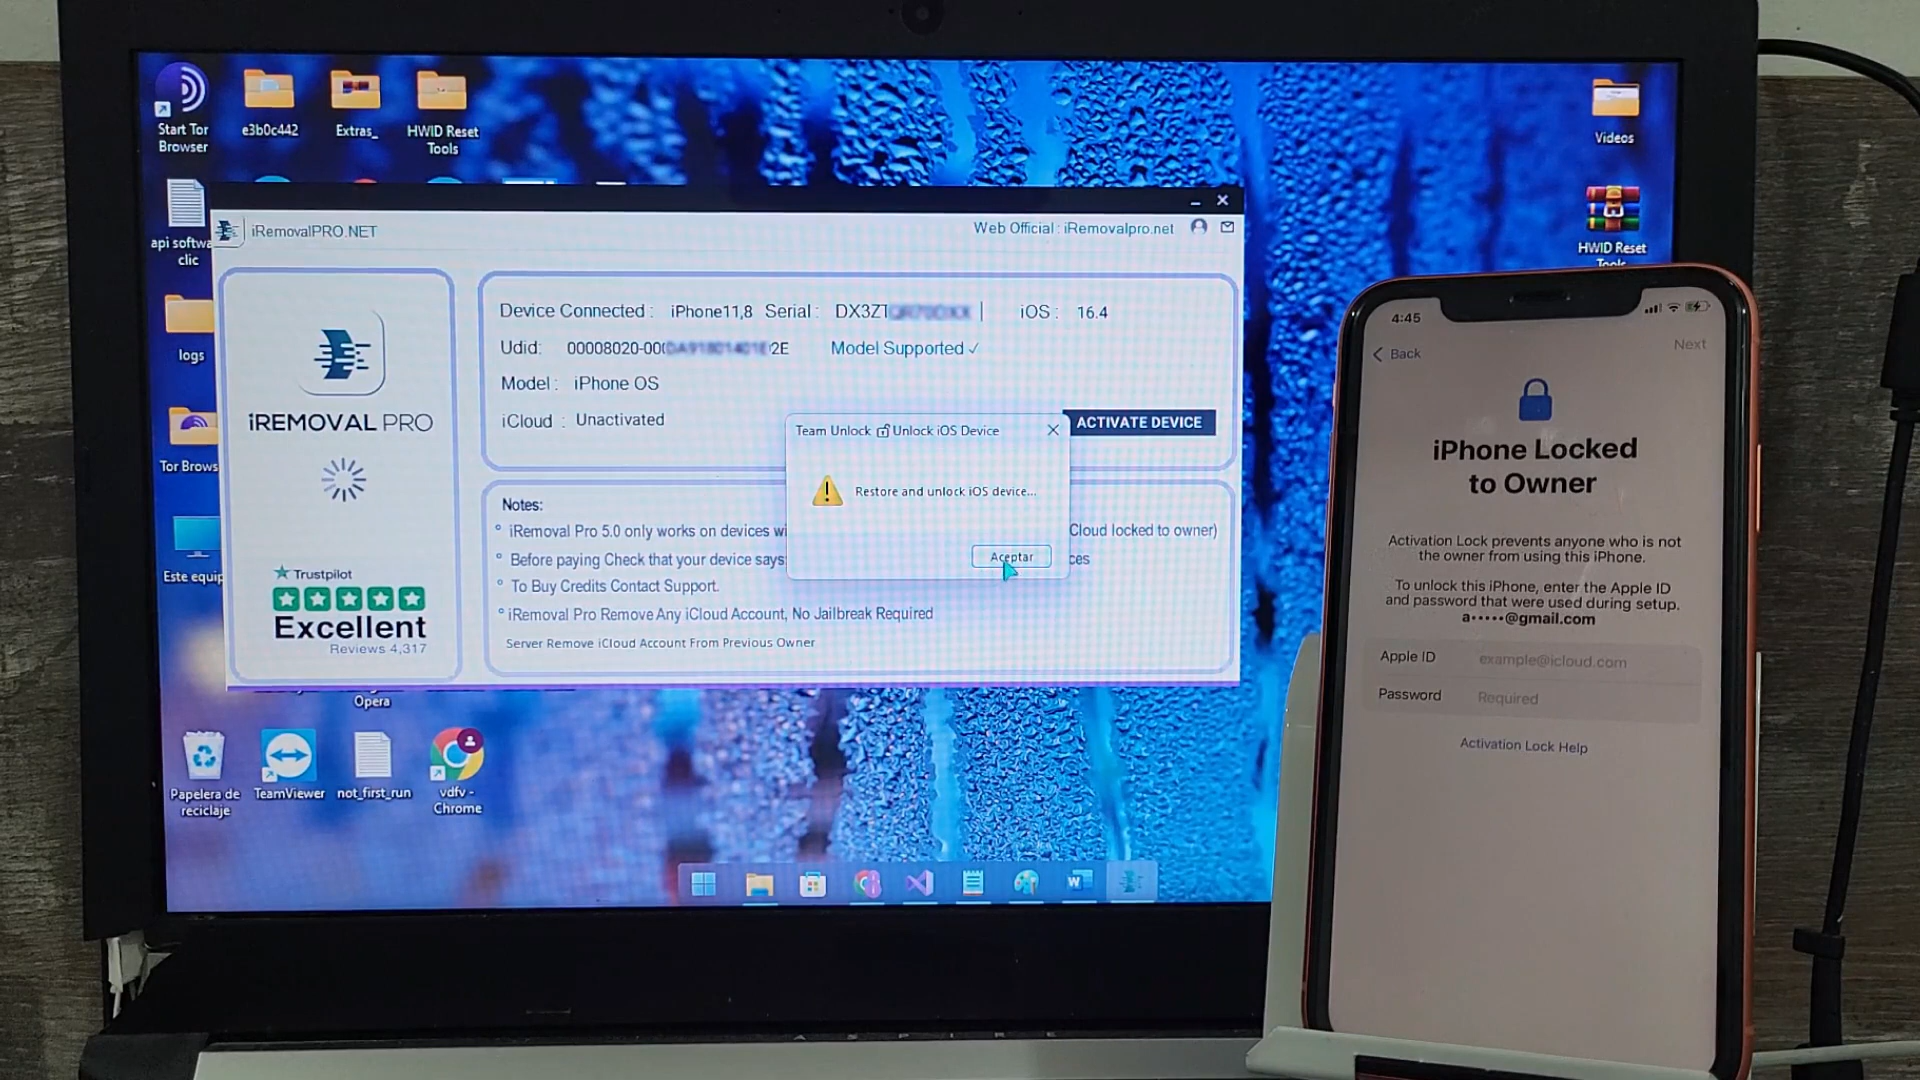 Start Tor
Browser
e3b0c442
Extras_
HWID Reset
Tools
Videos
api softwa
clic
HWID Reset
Tools
iRemovalPRO.NET
Web Official : iRemovalpro.net
logs
Tor Brows
Este equip
iREMOVAL PRO
Trustpilot
Excellent
Reviews 4,317
Device Connected : iPhone11,8 Serial : DX3ZT
iOS : 16.4
Udid: 00008020-00 2E Model Supported ✓
Model : iPhone OS
iCloud : Unactivated
ACTIVATE DEVICE
Team Unlock Unlock iOS Device
Restore and unlock iOS device...
Aceptar
Notes:
° iRemoval Pro 5.0 only works on devices wi Cloud locked to owner)
° Before paying Check that your device says: ces
° To Buy Credits Contact Support.
° iRemoval Pro Remove Any iCloud Account, No Jailbreak Required
Server Remove iCloud Account From Previous Owner
Opera
Papelera de
reciclaje
TeamViewer
not_first_run
vdfv -
Chrome
W
ASPIRE
4:45
Back
Next
iPhone Locked
to Owner
Activation Lock prevents anyone who is not
the owner from using this iPhone.
To unlock this iPhone, enter the Apple ID
and password that were used during setup.
a•••••@gmail.com
Apple ID example@icloud.com
Password Required
Activation Lock Help